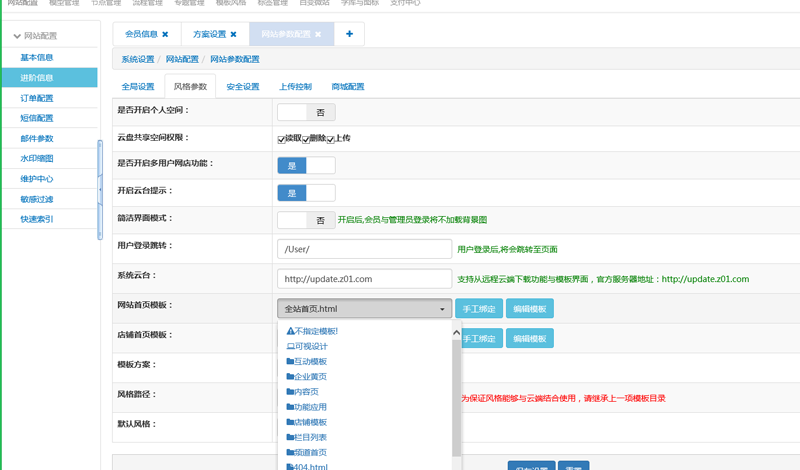 网站配置 模型管理 节点管理 流程管理 专题管理 模板风格 标签管理 百变微站 字库与图标 支付中心
网站配置
会员信息 × 方案设置 × 网站参数配置 × +
基本信息
系统设置 / 网站配置 / 网站参数配置
进阶信息
全局设置 风格参数 安全设置 上传控制 商城配置
订单配置
短信配置
邮件参数
水印缩图
维护中心
敏感过滤
快速索引
是否开启个人空间： 否
云盘共享空间权限： 读取 删除 上传
是否开启多用户网店功能： 是
开启云台提示： 是
简洁界面模式： 否 开启后,会员与管理员登录将不加载背景图
用户登录跳转： /User/ 用户登录后,将会跳转至页面
系统云台： http://update.z01.com 支持从远程云端下载功能与模板界面，官方服务器地址：http://update.z01.com
网站首页模板： 全站首页.html 手工绑定 编辑模板
店铺首页模板： 手工绑定 编辑模板
不指定模板!
可视设计
互动模板
企业黄页
内容页
功能应用
店铺模板
栏目列表
频道首页
404.html
模板方案：
风格路径： 为保证风格能够与云端结合使用，请继承上一项模板目录
默认风格：
保存设置 重置